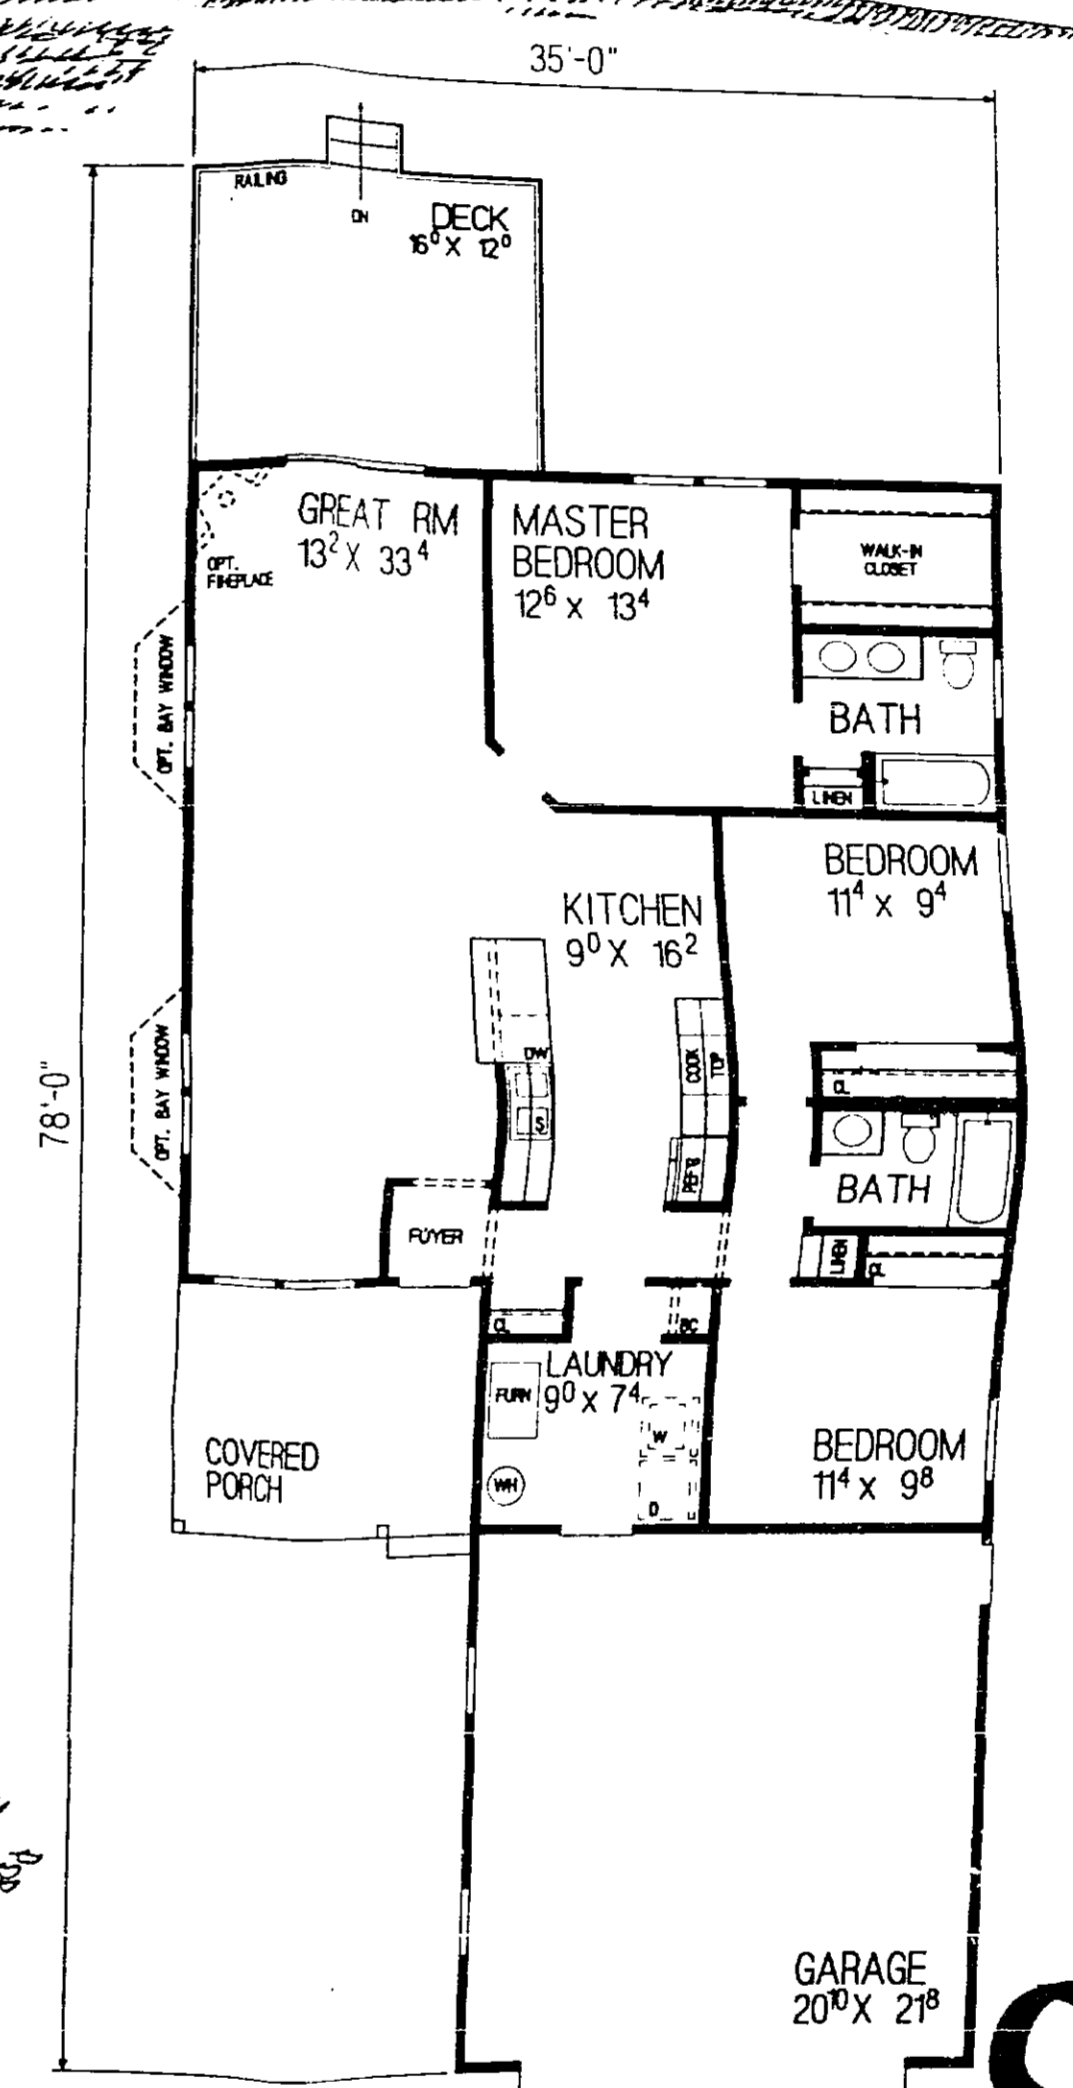 35'-0"
RAILING
DN
DECK
16⁰ X 12⁰
GREAT RM
13² X 33⁴
OPT.
FIREPLACE
MASTER
BEDROOM
12⁶ X 13⁴
WALK-IN
CLOSET
OPT. BAY WINDOW
BATH
LINEN
BEDROOM
11⁴ X 9⁴
KITCHEN
9⁰ X 16²
DW
S
COOK
TOP
REF'G
CL
78'-0"
OPT. BAY WINDOW
BATH
FOYER
LINEN
CL
CL
BC
LAUNDRY
9⁰ X 7⁴
FURN
W
WH
D
COVERED
PORCH
BEDROOM
11⁴ X 9⁸
GARAGE
20¹⁰ X 21⁸